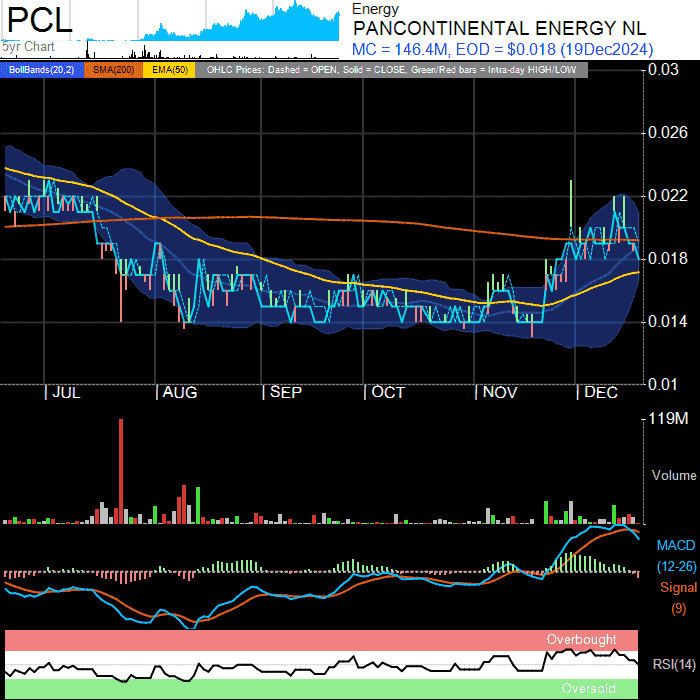 PCL
5yr Chart
Energy
PANCONTINENTAL ENERGY NL
MC = 146.4M, EOD = $0.018 (19Dec2024)
BollBands(20,2) SMA(200) EMA(50) OHLC Prices: Dashed = OPEN, Solid = CLOSE, Green/Red bars = Intra-day HIGH/LOW
0.03
0.026
0.022
0.018
0.014
0.01
| JUL | AUG | SEP | OCT | NOV | DEC
119M
Volume
MACD
(12-26)
Signal
(9)
Overbought
RSI(14)
Oversold